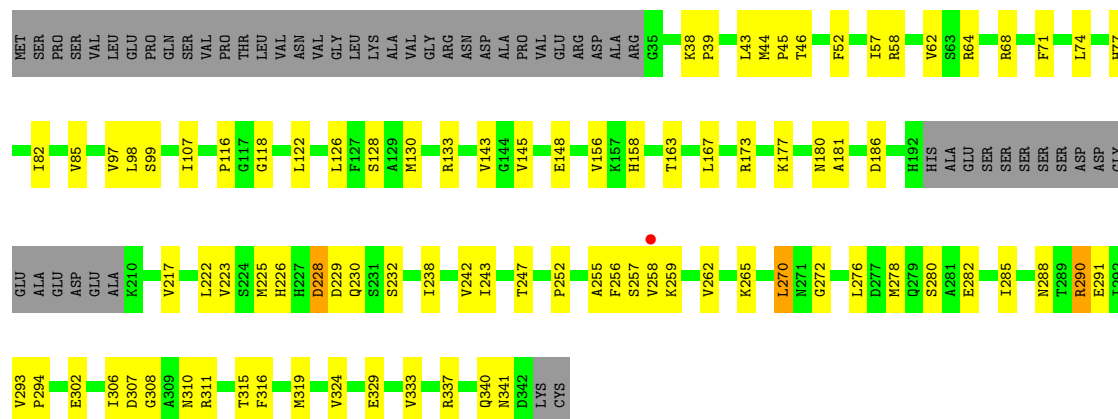 MET SER PRO SER VAL LEU GLU PRO GLN SER VAL PRO THR LEU VAL ASN VAL GLY LEU LYS ALA VAL GLY ARG ASN ASP ALA PRO VAL GLU ARG ASP ALA ARG G35 K38 P39 L43 M44 P45 T46 F52 I57 R58 V62 S63 R64 R68 F71 L74
I82 V85 V97 L98 S99 I107 P116 G117 G118 L122 L126 F127 S128 A129 M130 R133 V143 G144 V145 E148 V156 K157 H158 T163 L167 R173 K177 N180 A181 D186 H192 HIS ALA GLU SER SER SER SER SER ASP ASP GLY
GLU ALA GLU ASP GLU ALA K210 V217 L222 V223 S224 M225 H226 H227 D228 D229 Q230 S231 S232 I238 V242 I243 T247 P252 A255 F256 S257 V258 K259 V262 K265 L270 N271 G272 L276 D277 M278 Q279 S280 A281 E282 I285 N288 T289 R290 E291 I292
V293 P294 E302 I306 D307 G308 A309 N310 R311 T315 F316 M319 V324 E329 V333 R337 Q340 N341 D342 LYS CYS